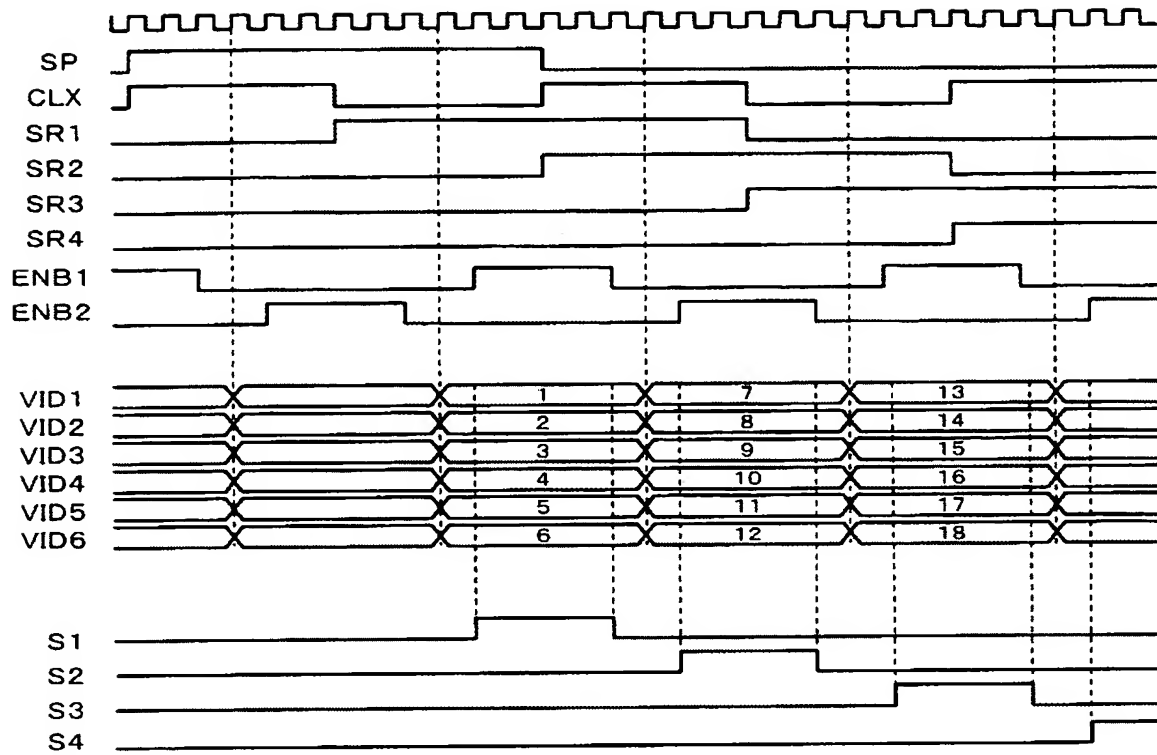 SP
CLX
SR1
SR2
SR3
SR4
ENB1
ENB2
VID1 1 7 13
VID2 2 8 14
VID3 3 9 15
VID4 4 10 16
VID5 5 11 17
VID6 6 12 18
S1
S2
S3
S4